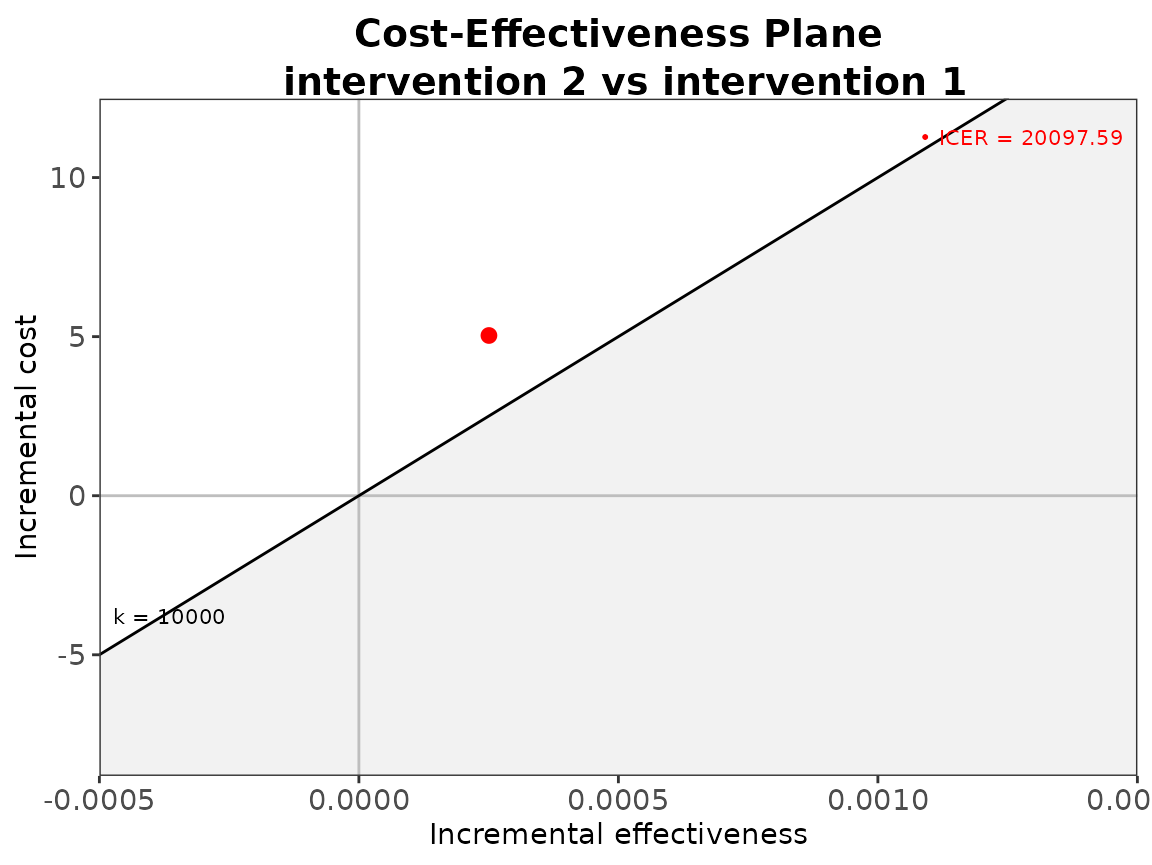 Cost-Effectiveness Plane
intervention 2 vs intervention 1
• ICER = 20097.59
10
5
0
-5
k = 10000
Incremental cost
-0.0005
0.0000
0.0005
0.0010
0.00
Incremental effectiveness